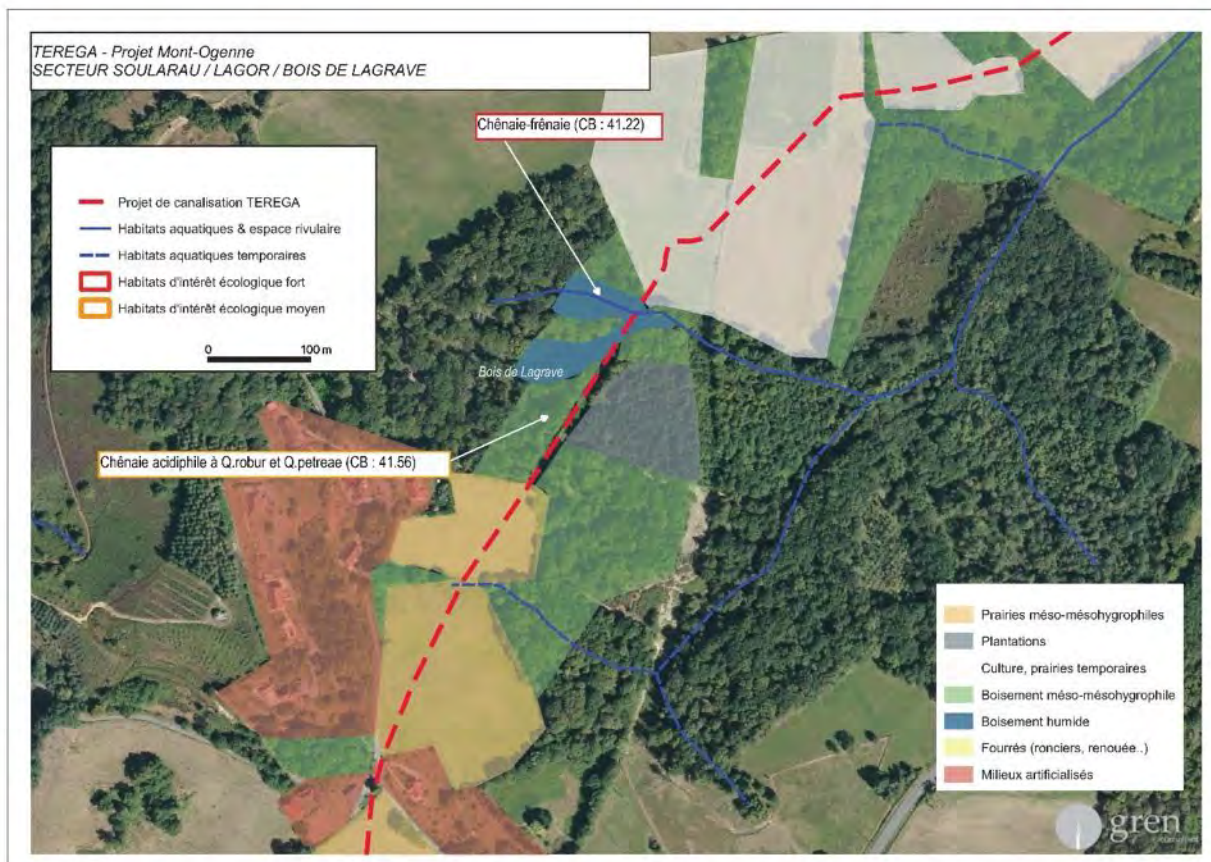 TEREGA - Projet Mont-Ogenne
SECTEUR SOULARAU / LAGOR / BOIS DE LAGRAVE
Chênaie-frênaie (CB : 41.22)
Projet de canalisation TEREGA
Habitats aquatiques & espace rivulaire
Habitats aquatiques temporaires
Habitats d'intérêt écologique fort
Habitats d'intérêt écologique moyen
0 100 m
Bois de Lagrave
Chênaie acidiphile à Q.robur et Q.petreae (CB : 41.56)
Prairies méso-mésohygrophiles
Plantations
Culture, prairies temporaires
Boisement méso-mésohygrophile
Boisement humide
Fourrés (ronciers, renouée..)
Milieux artificialisés
gren